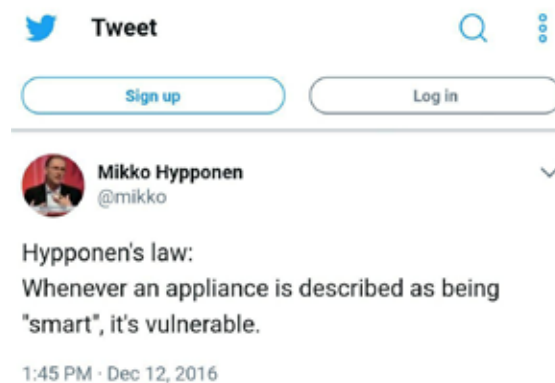 Tweet
Sign up
Log in
Mikko Hypponen
@mikko
Hypponen's law:
Whenever an appliance is described as being
"smart", it's vulnerable.
1:45 PM · Dec 12, 2016